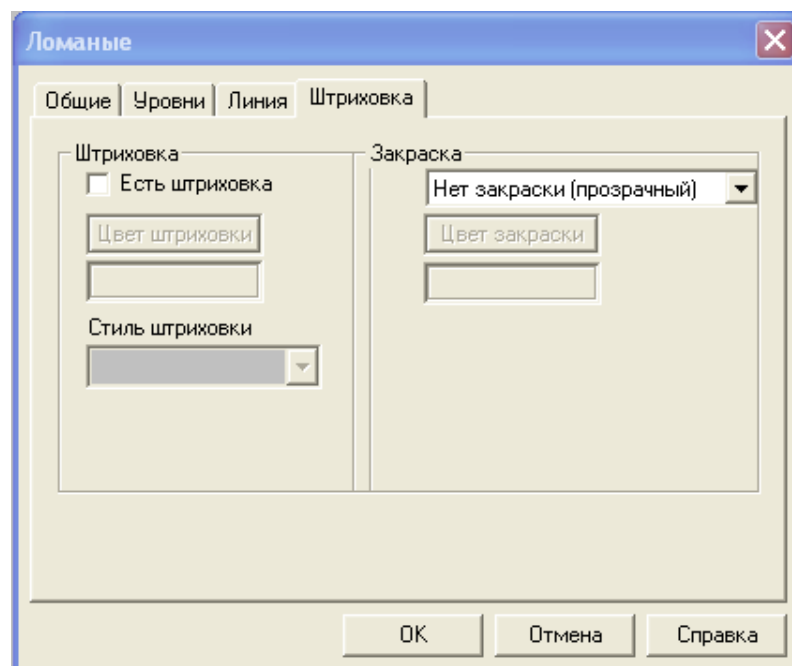 Ломаные
Общие Уровни Линия Штриховка
Штриховка
Есть штриховка
Цвет штриховки
Стиль штриховки
Закраска
Нет закраски (прозрачный)
Цвет закраски
OK Отмена Справка